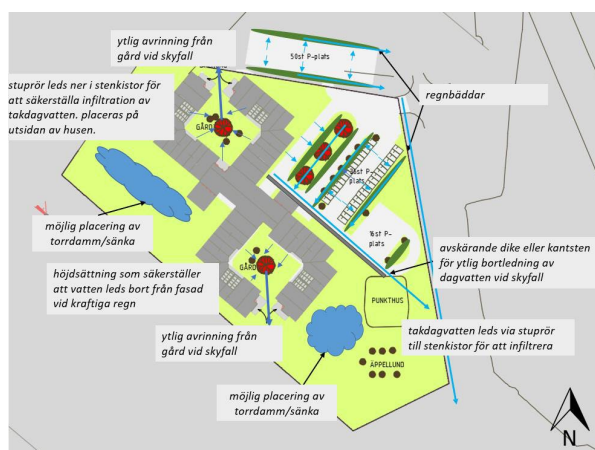 ytlig avrinning från
gård vid skyfall
50st P-plats
stuprör leds ner i stenkistor för
att säkerställa infiltration av
takdagvatten. placeras på
utsidan av husen.
regnbäddar
GÅRD
P-
plats
16st P-
plats
möjlig placering av
torrdamm/sänka
avskärande dike eller kantsten
för ytlig bortledning av
dagvatten vid skyfall
höjdsättning som säkerställer
att vatten leds bort från fasad
vid kraftiga regn
GÅRD
PUNKTHUS
takdagvatten leds via stuprör
till stenkistor för att infiltrera
ytlig avrinning från
gård vid skyfall
ÄPPELLUND
möjlig placering av
torrdamm/sänka
N